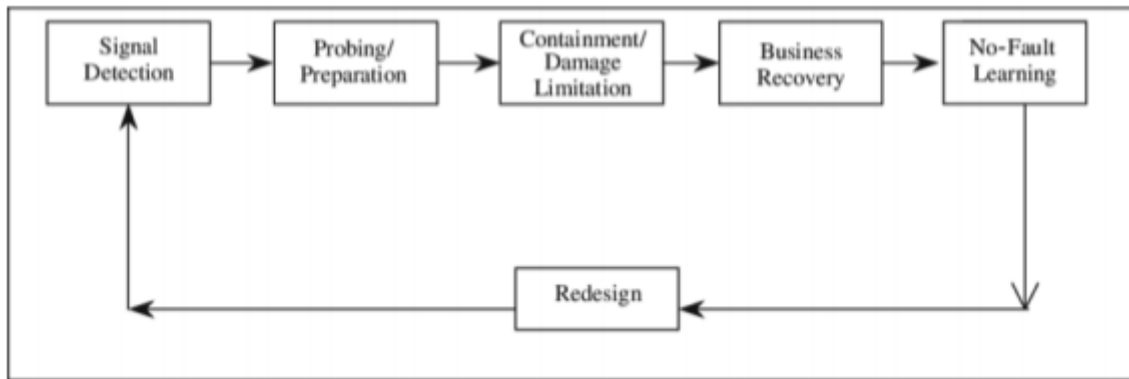 Signal
Detection
Probing/
Preparation
Containment/
Damage
Limitation
Business
Recovery
No-Fault
Learning
Redesign